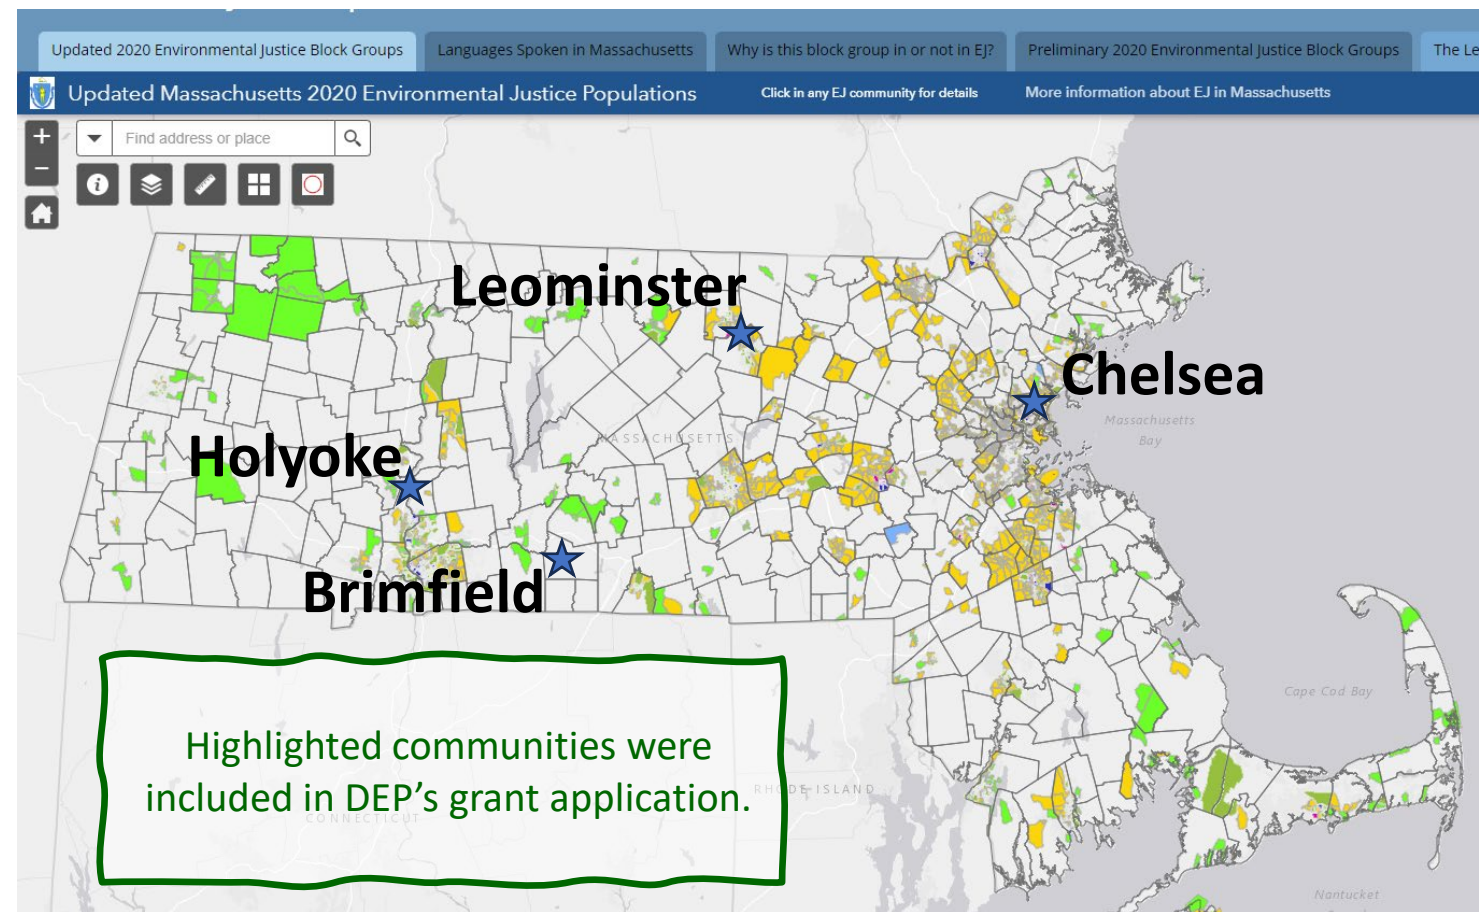 Updated 2020 Environmental Justice Block Groups
Languages Spoken in Massachusetts
Why is this block group in or not in EJ?
Preliminary 2020 Environmental Justice Block Groups
The Le
Updated Massachusetts 2020 Environmental Justice Populations
Click in any EJ community for details
More information about EJ in Massachusetts
+
Find address or place
−
Leominster
Chelsea
Massachusetts
Bay
MASSACHUSETTS
Holyoke
Brimfield
Cape Cod Bay
Highlighted communities were
included in DEP's grant application.
RHODE ISLAND
CONNECTICUT
Nantucket